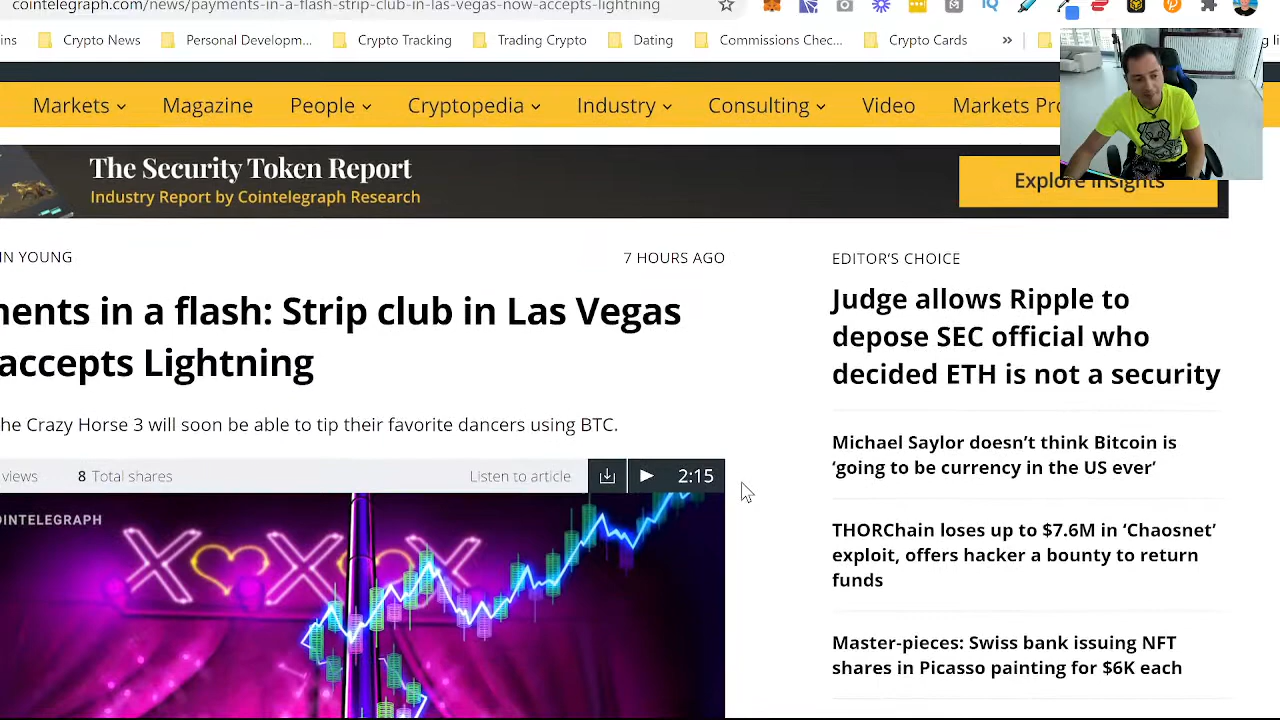 cointelegraph.com/news/payments-in-a-flash-strip-club-in-las-vegas-now-accepts-lightning
ins Crypto News Personal Developm... Crypto Tracking Trading Crypto Dating Commissions Chec... Crypto Cards »
Markets Magazine People Cryptopedia Industry Consulting Video Markets Pro
The Security Token Report
Industry Report by Cointelegraph Research
Explore Insights
IN YOUNG
7 HOURS AGO
ments in a flash: Strip club in Las Vegas
accepts Lightning
he Crazy Horse 3 will soon be able to tip their favorite dancers using BTC.
views 8 Total shares Listen to article 2:15
OINTELEGRAPH
XOXOX
EDITOR'S CHOICE
Judge allows Ripple to
depose SEC official who
decided ETH is not a security
Michael Saylor doesn't think Bitcoin is
'going to be currency in the US ever'
THORChain loses up to $7.6M in 'Chaosnet'
exploit, offers hacker a bounty to return
funds
Master-pieces: Swiss bank issuing NFT
shares in Picasso painting for $6K each